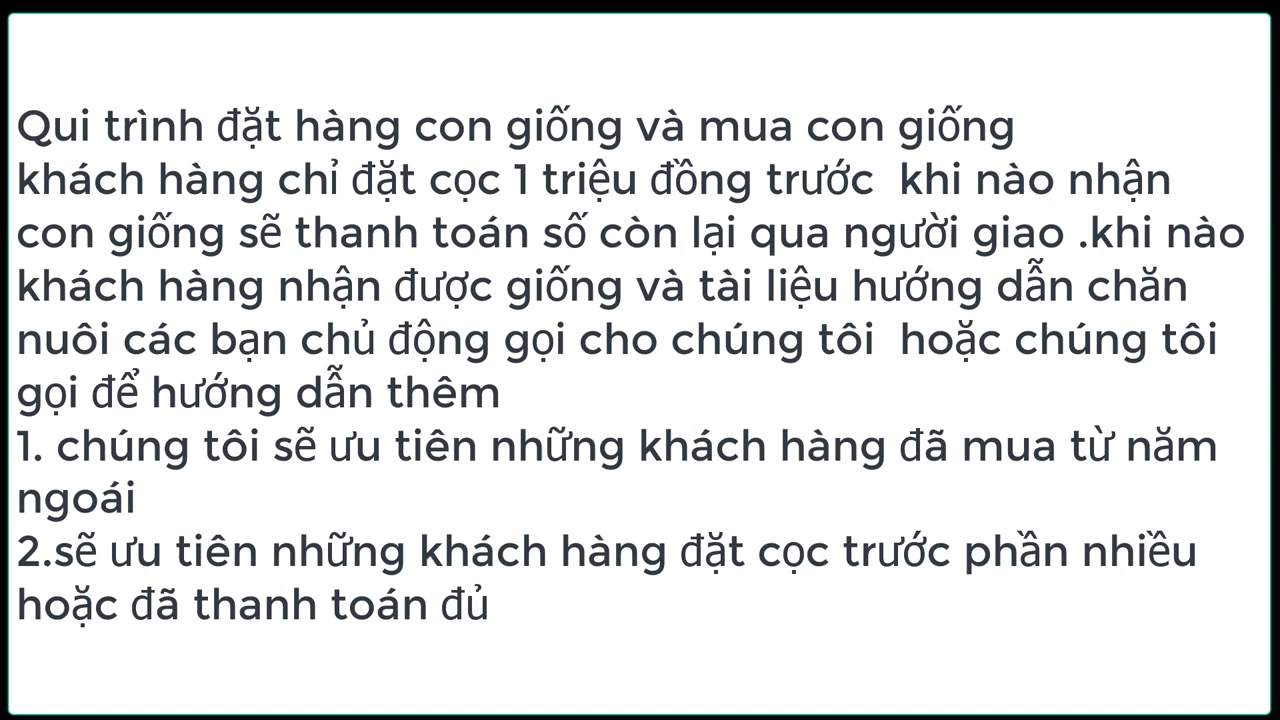 Qui trình đặt hàng con giống và mua con giống
khách hàng chỉ đặt cọc 1 triệu đồng trước  khi nào nhận
con giống sẽ thanh toán số còn lại qua người giao .khi nào
khách hàng nhận được giống và tài liệu hướng dẫn chăn
nuôi các bạn chủ động gọi cho chúng tôi  hoặc chúng tôi
gọi để hướng dẫn thêm
1. chúng tôi sẽ ưu tiên những khách hàng đã mua từ năm
ngoái
2.sẽ ưu tiên những khách hàng đặt cọc trước phần nhiều
hoặc đã thanh toán đủ